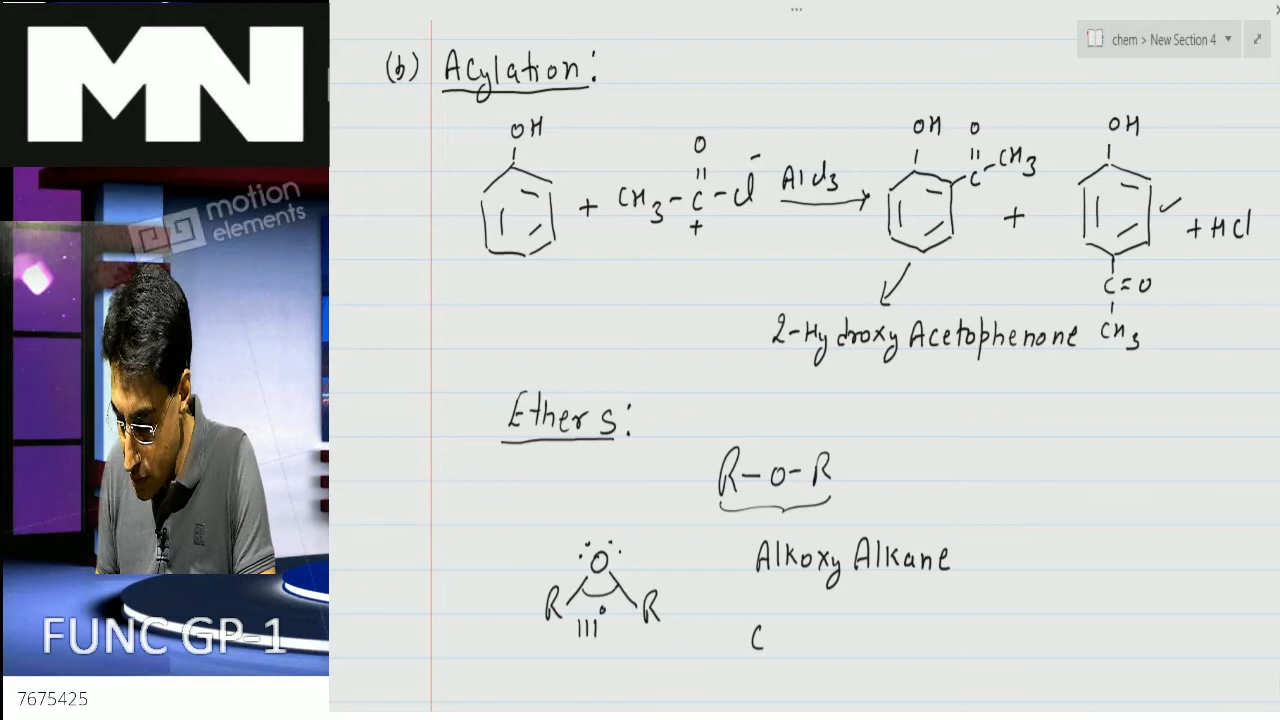 MN
motion
elements
FUNC GP-1
7675425
chem > New Section 4
(b) Acylation:
OH
+ CH3-C-Cl
O
+
-
AlCl3
OH
O
C-CH3
+
OH
C=O
CH3
+ HCl
2-Hydroxy Acetophenone
Ethers:
R-O-R
Alkoxy Alkane
O
R R
111°
C